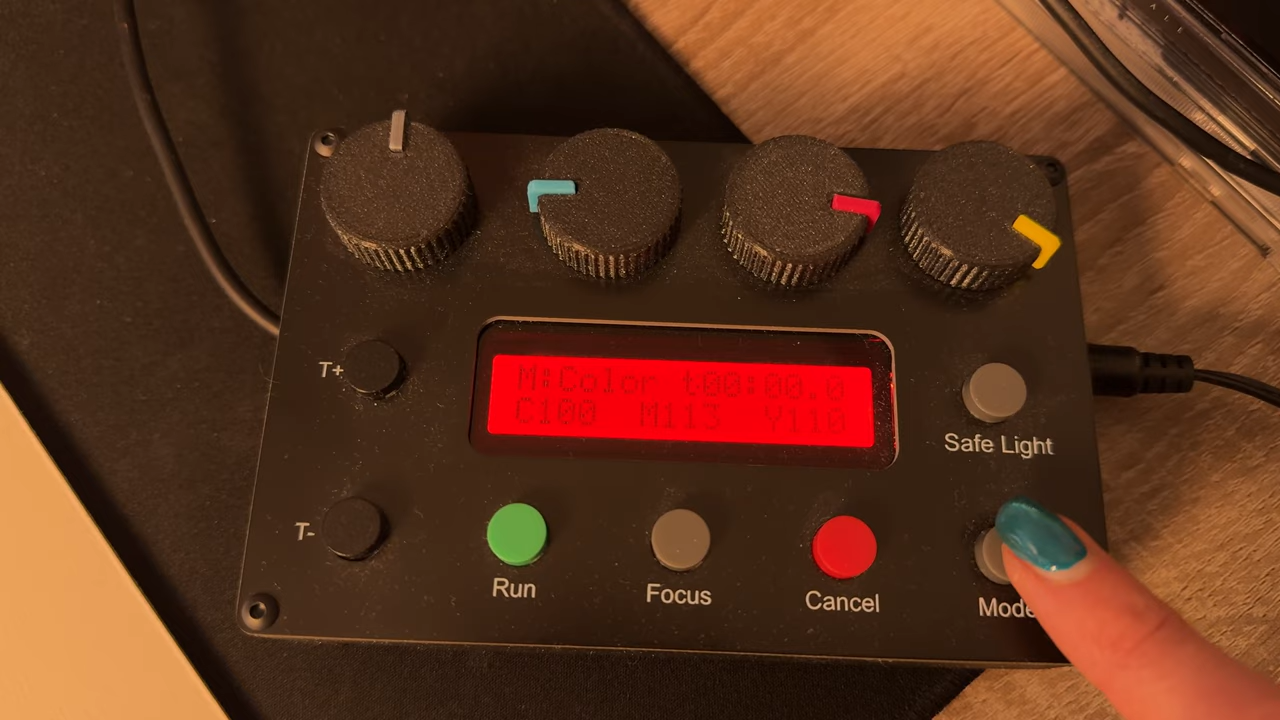 T+
M:Color t00:00.0
C100 M113 Y110
Safe Light
T-
Run
Focus
Cancel
Mode